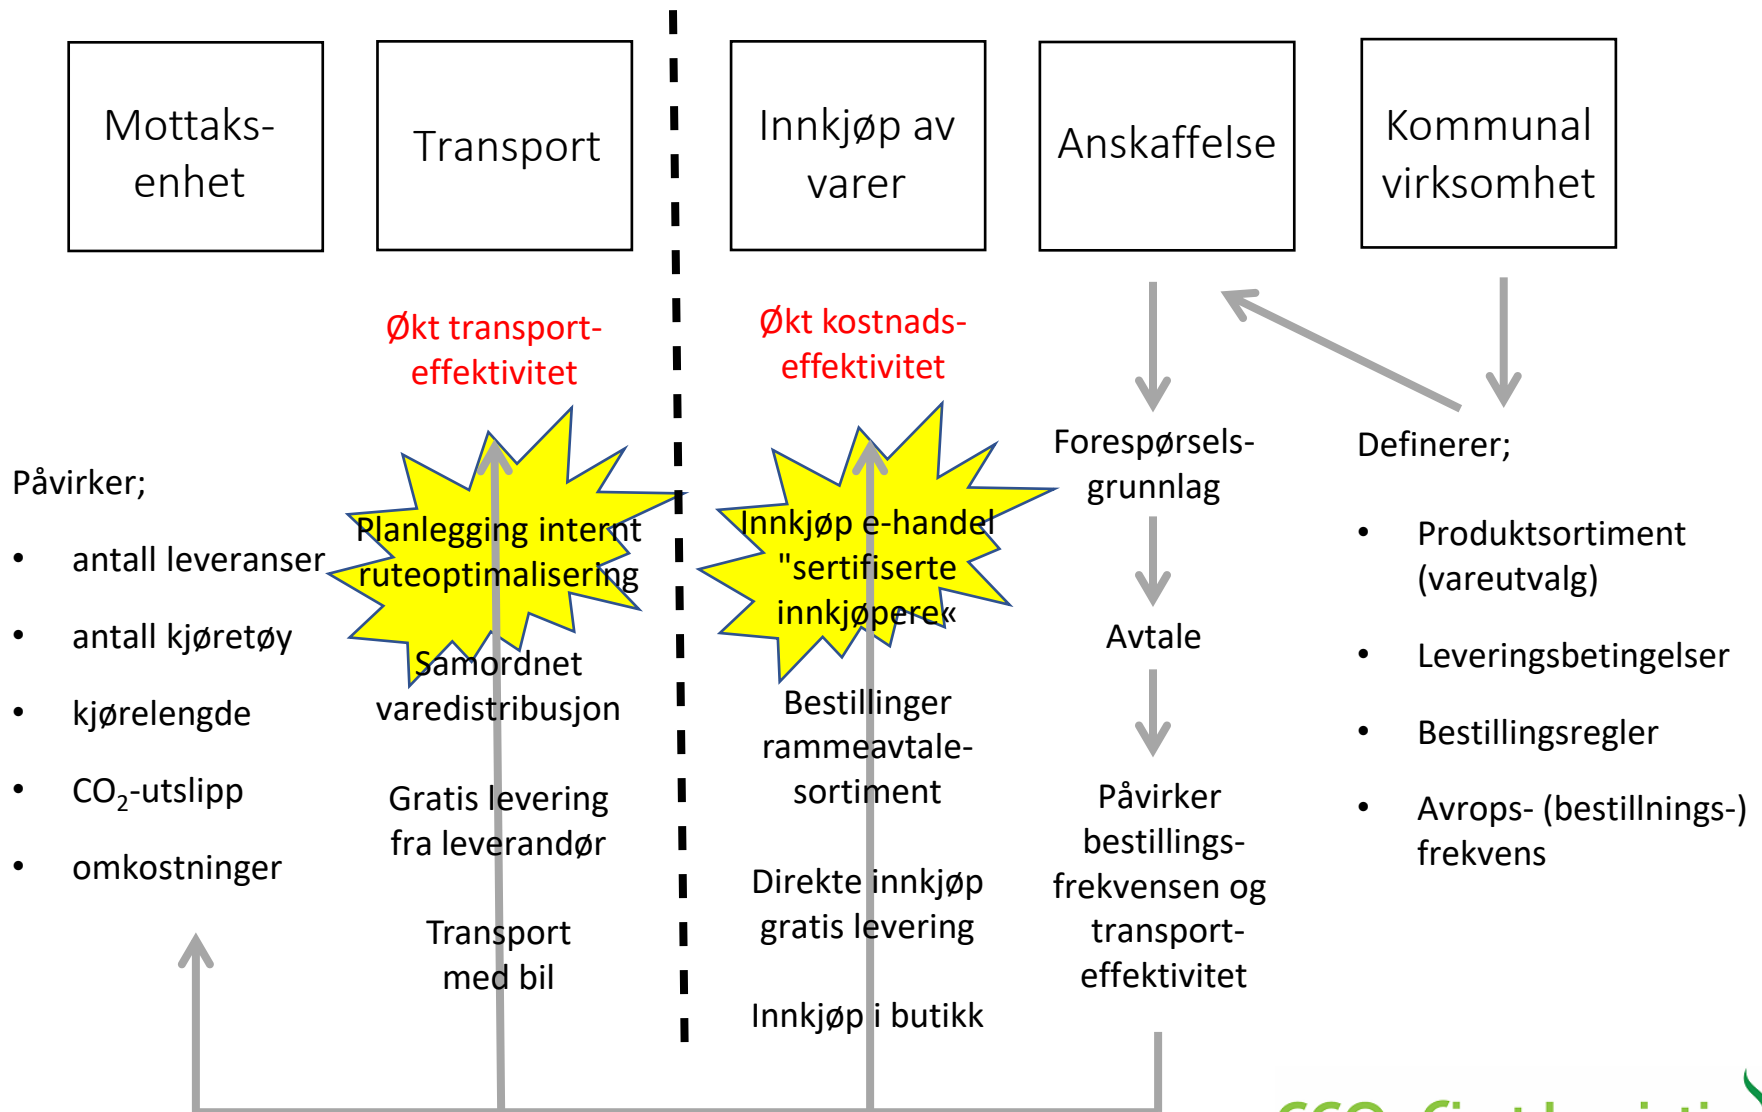 Mottaks-
enhet
Transport
Innkjøp av
varer
Anskaffelse
Kommunal
virksomhet
Påvirker;
• antall leveranser
• antall kjøretøy
• kjørelengde
• CO₂-utslipp
• omkostninger
Økt transport-
effektivitet
Planlegging internt
ruteoptimalisering
Samordnet
varedistribusjon
Gratis levering
fra leverandør
Transport
med bil
Økt kostnads-
effektivitet
Innkjøp e-handel
"sertifiserte
innkjøpere«
Bestillinger
rammeavtale-
sortiment
Direkte innkjøp
gratis levering
Innkjøp i butikk
Forespørsels-
grunnlag
Avtale
Påvirker
bestillings-
frekvensen og
transport-
effektivitet
Definerer;
• Produktsortiment
(vareutvalg)
• Leveringsbetingelser
• Bestillingsregler
• Avrops- (bestillnings-)
frekvens